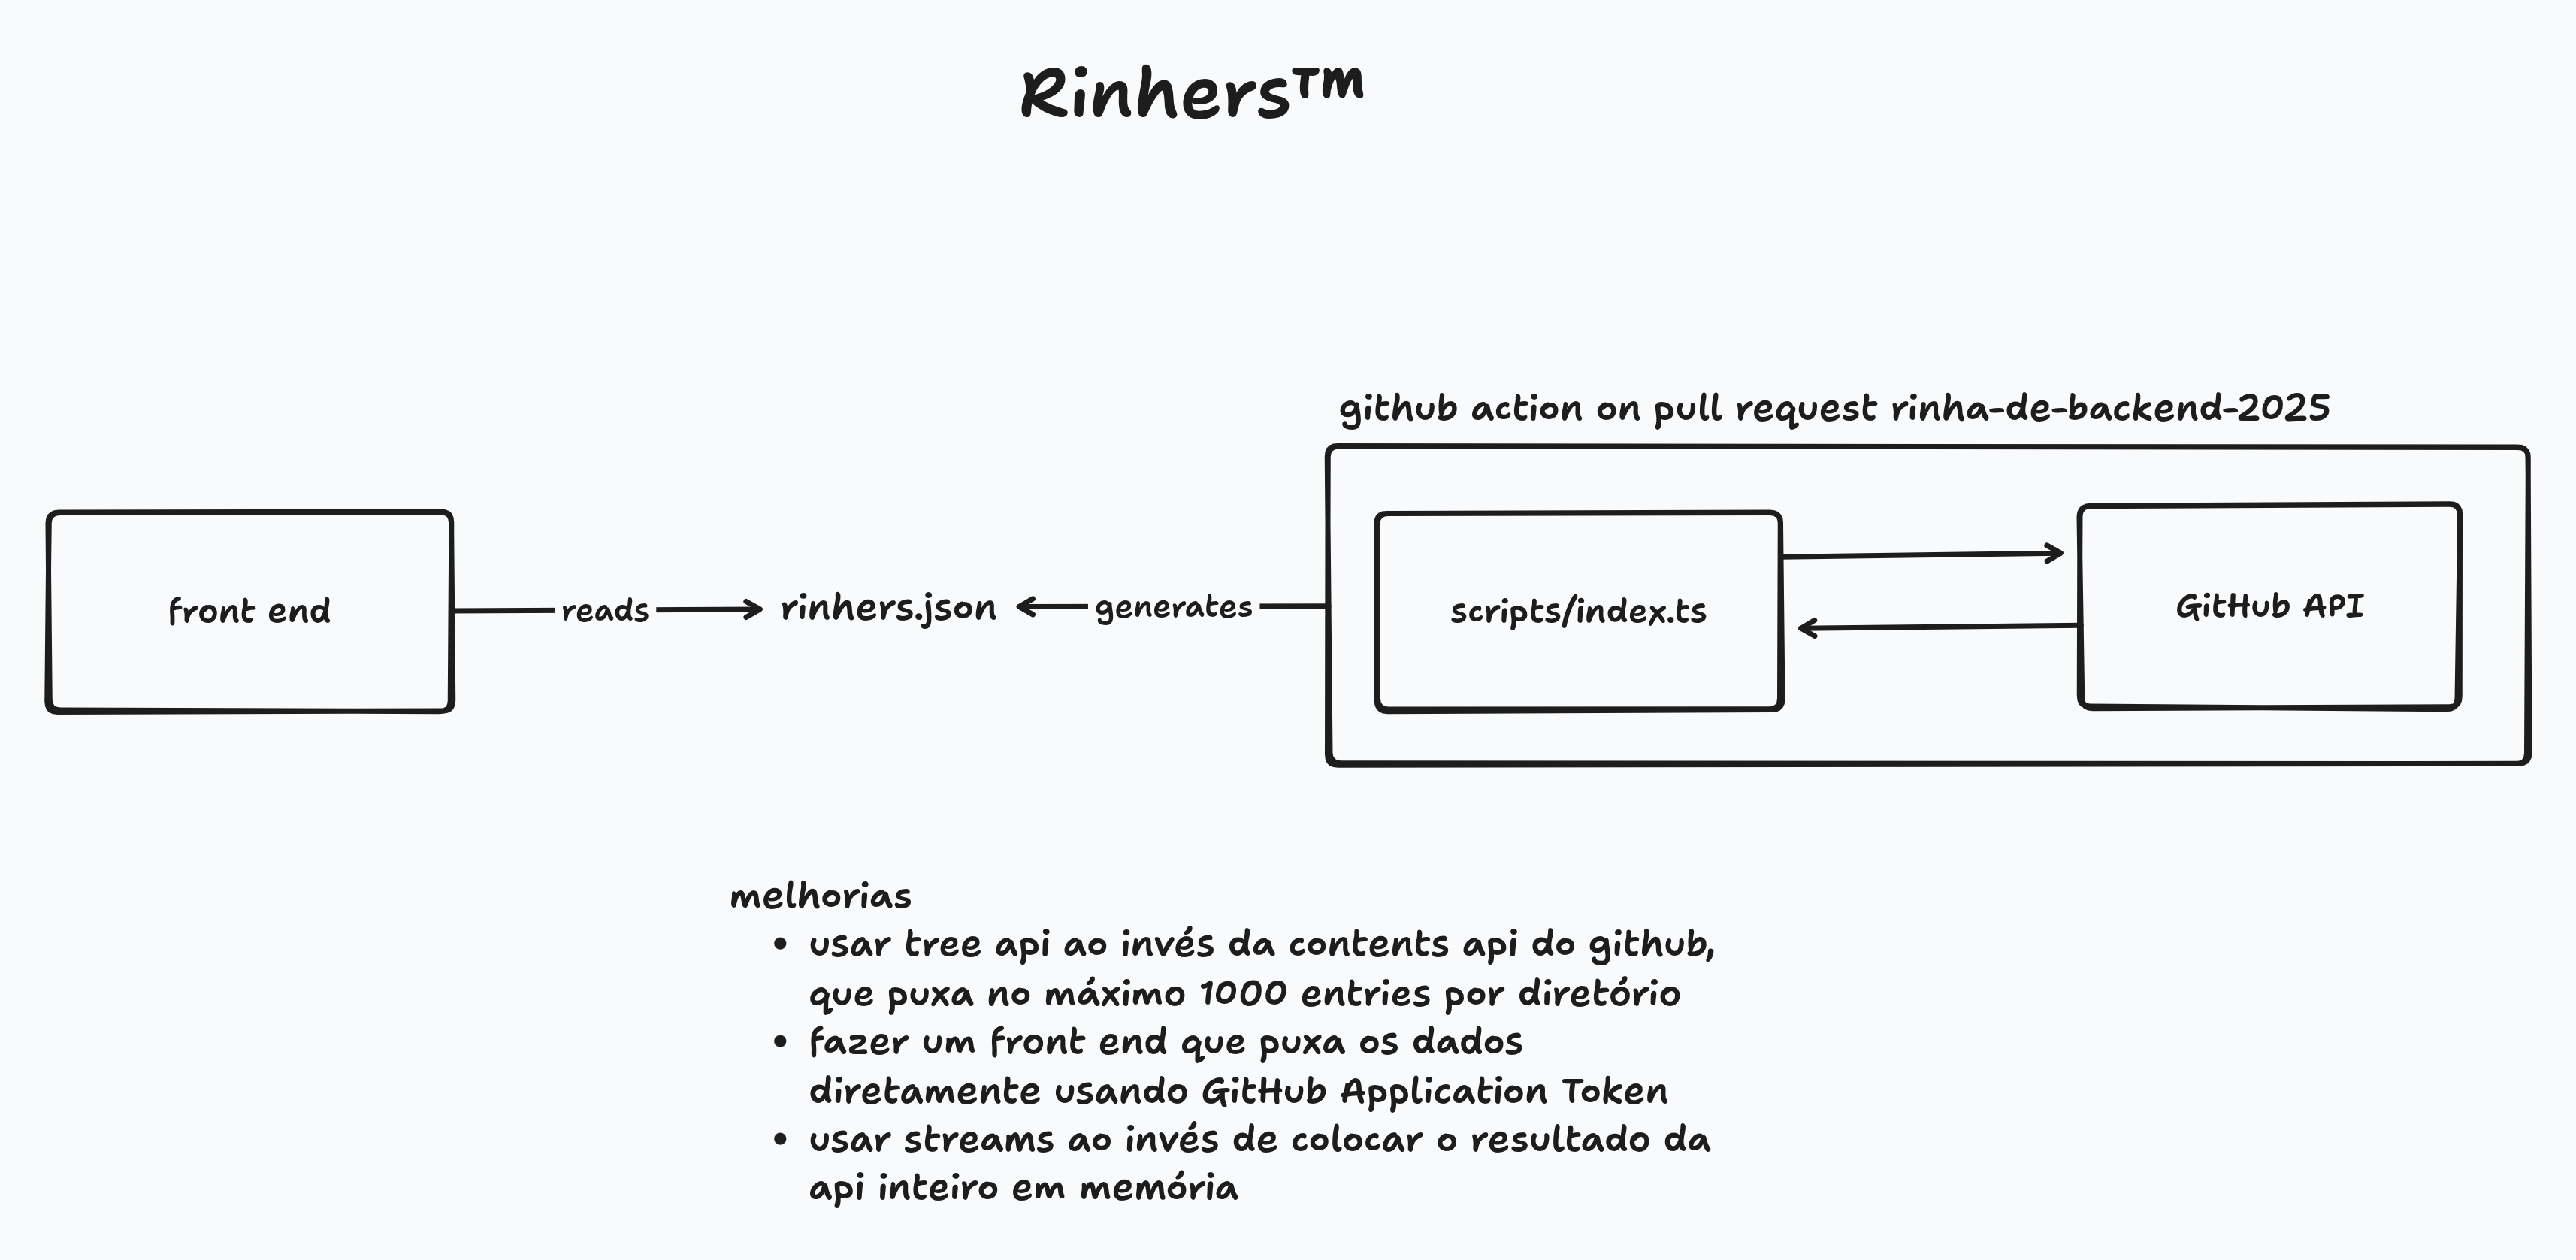 Rinhers™
github action on pull request rinha-de-backend-2025
front end
reads
rinhers.json
generates
scripts/index.ts
GitHub API
melhorias
• usar tree api ao invés da contents api do github,
que puxa no máximo 1000 entries por diretório
• fazer um front end que puxa os dados
diretamente usando GitHub Application Token
• usar streams ao invés de colocar o resultado da
api inteiro em memória